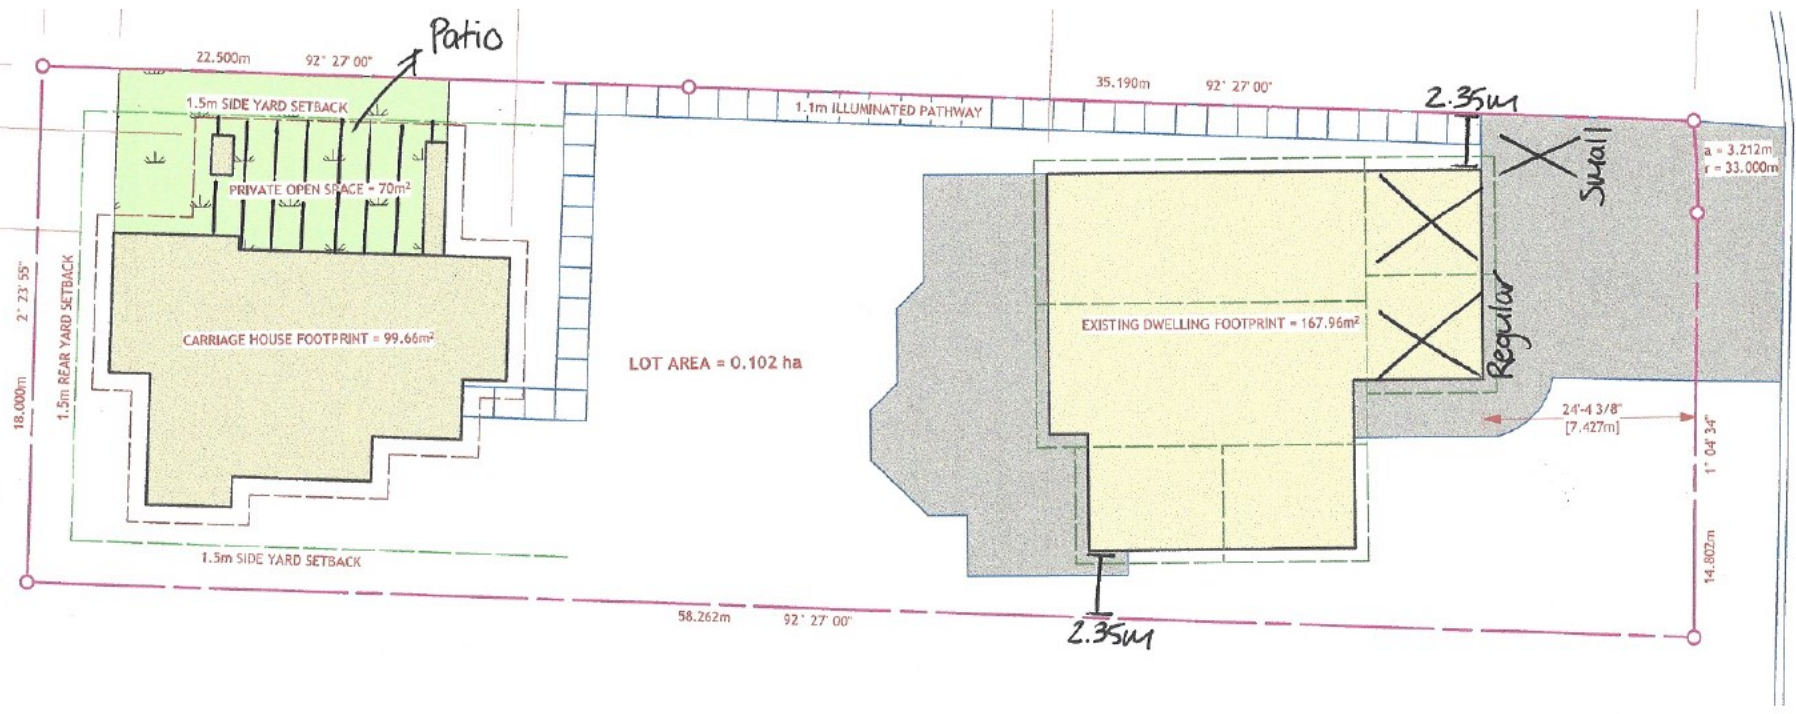 Patio
22.500m 92° 27' 00"
35.190m 92° 27' 00"
2.35m
1.5m SIDE YARD SETBACK
1.1m ILLUMINATED PATHWAY
Small
a = 3.212m
r = 33.000m
PRIVATE OPEN SPACE = 70m²
2° 23' 55"
18.000m
1.5m REAR YARD SETBACK
CARRIAGE HOUSE FOOTPRINT = 99.66m²
LOT AREA = 0.102 ha
EXISTING DWELLING FOOTPRINT = 167.96m²
Regular
24'-4 3/8"
[7.427m]
1° 04' 34"
14.802m
1.5m SIDE YARD SETBACK
58.262m 92° 27' 00"
2.35m